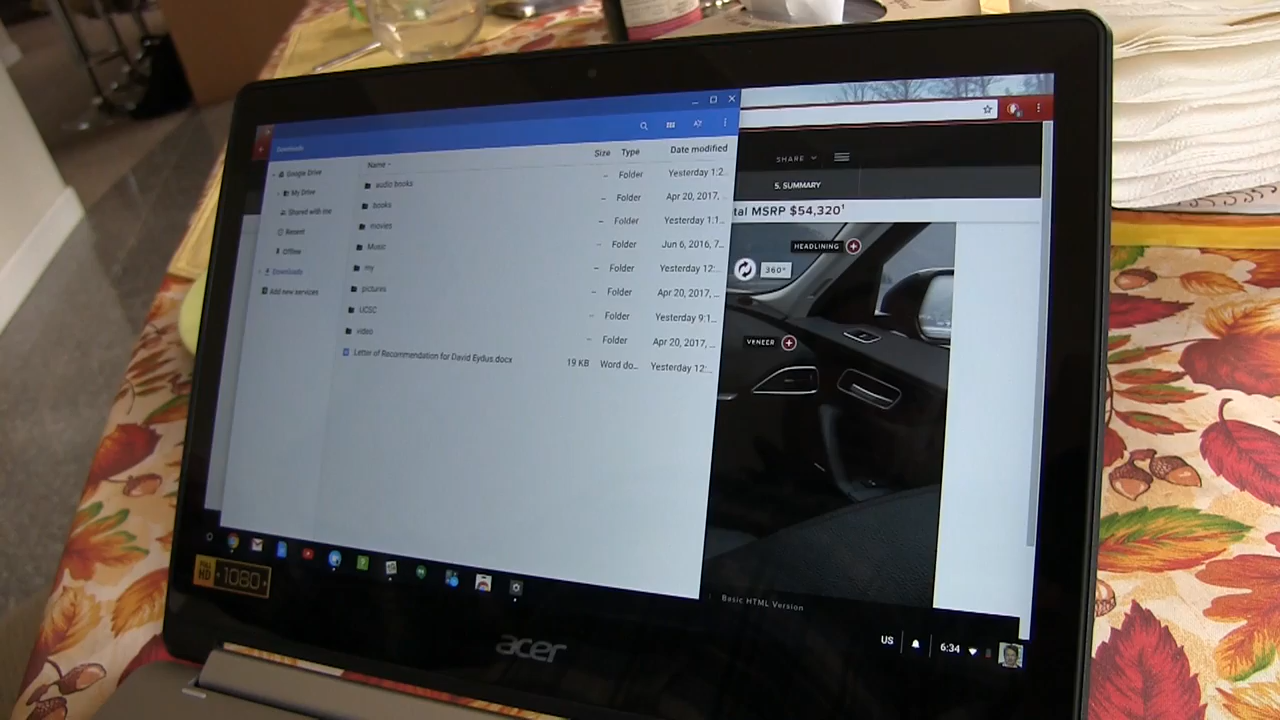 Downloads
Google Drive
My Drive
Shared with me
Recent
Offline
Downloads
Add new services
Name Size Type Date modified
audio books -- Folder Yesterday 1:2...
books -- Folder Apr 20, 2017, ...
movies -- Folder Yesterday 1:1...
Music -- Folder Jun 6, 2016, 7...
my -- Folder Yesterday 12:...
pictures -- Folder Apr 20, 2017, ...
UCSC -- Folder Yesterday 9:1...
video -- Folder Apr 20, 2017, ...
Letter of Recommendation for David Eydus.docx 19 KB Word do... Yesterday 12:...
SHARE
5. SUMMARY
tal MSRP $54,320¹
HEADLINING
360°
VENEER
Basic HTML Version
US 6:34
FULL HD 1080
acer